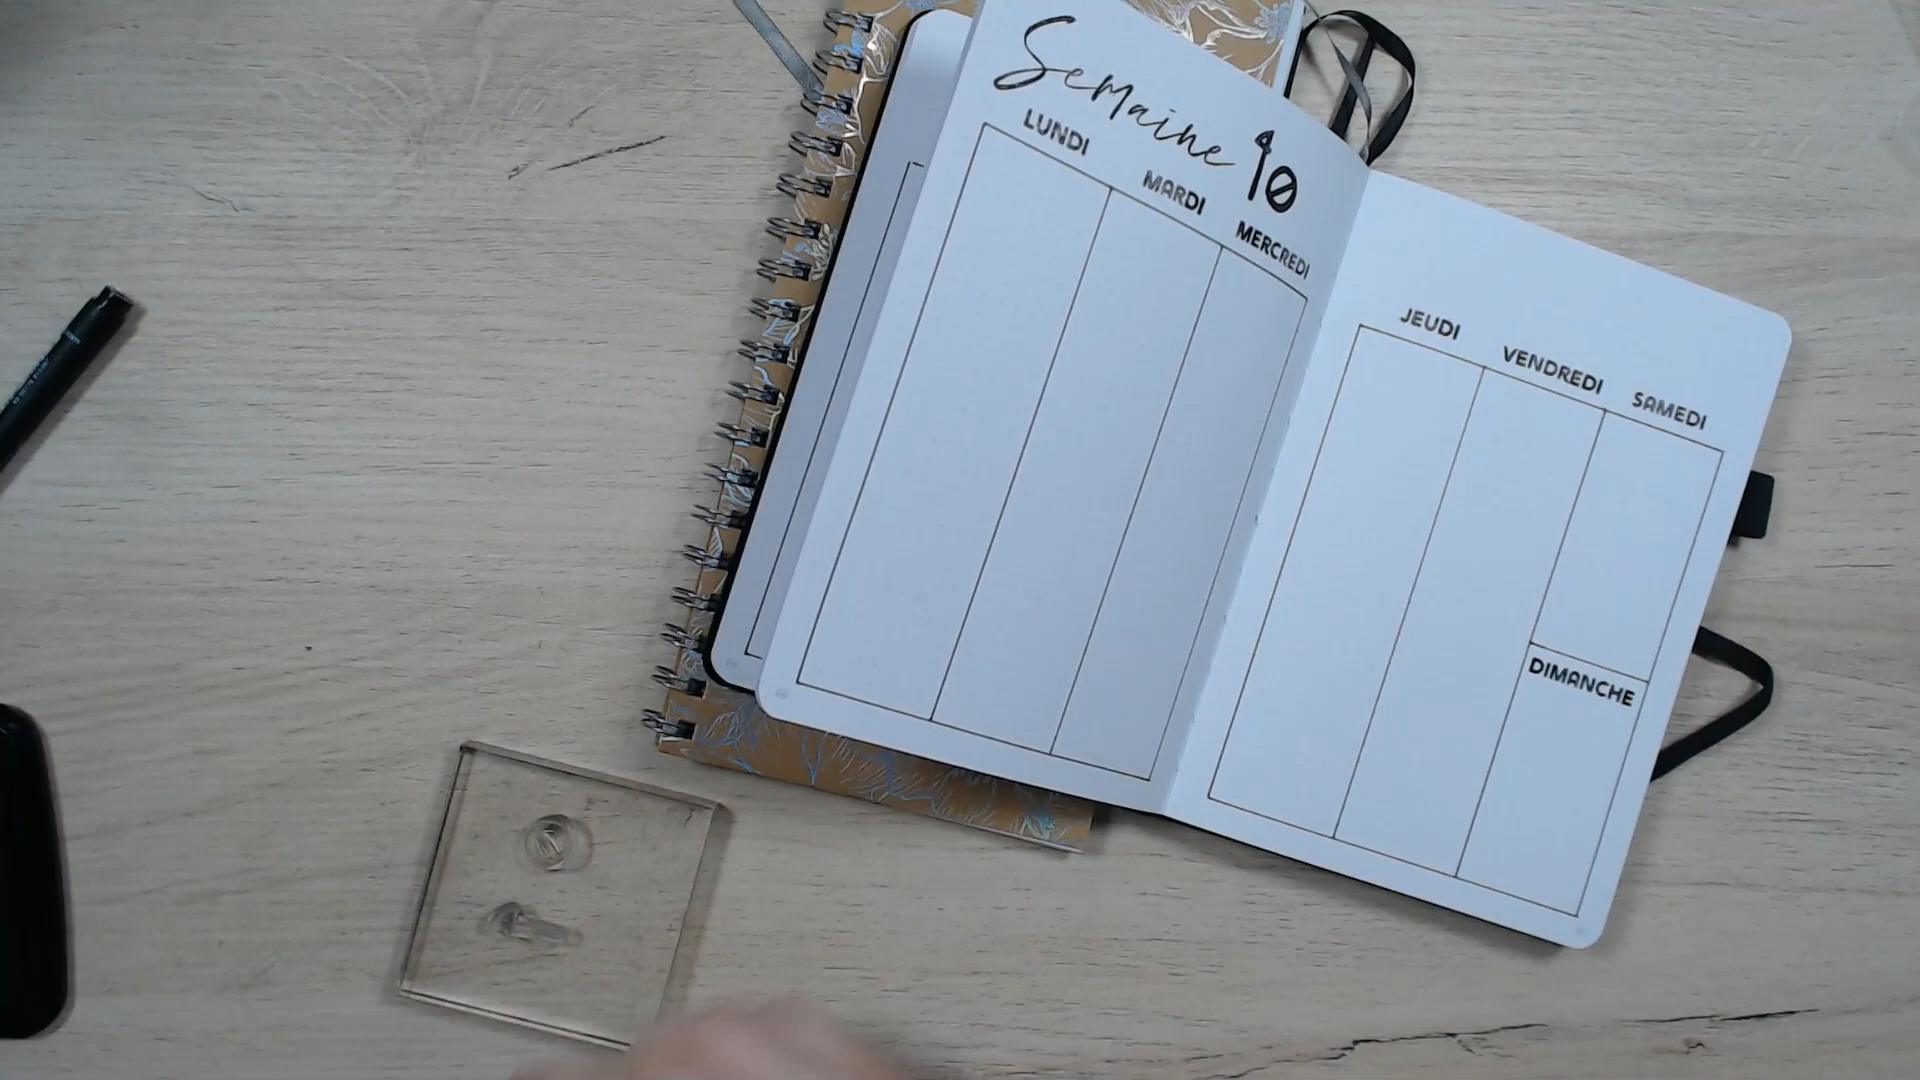 Semaine 10
LUNDI
MARDI
MERCREDI
JEUDI
VENDREDI
SAMEDI
DIMANCHE